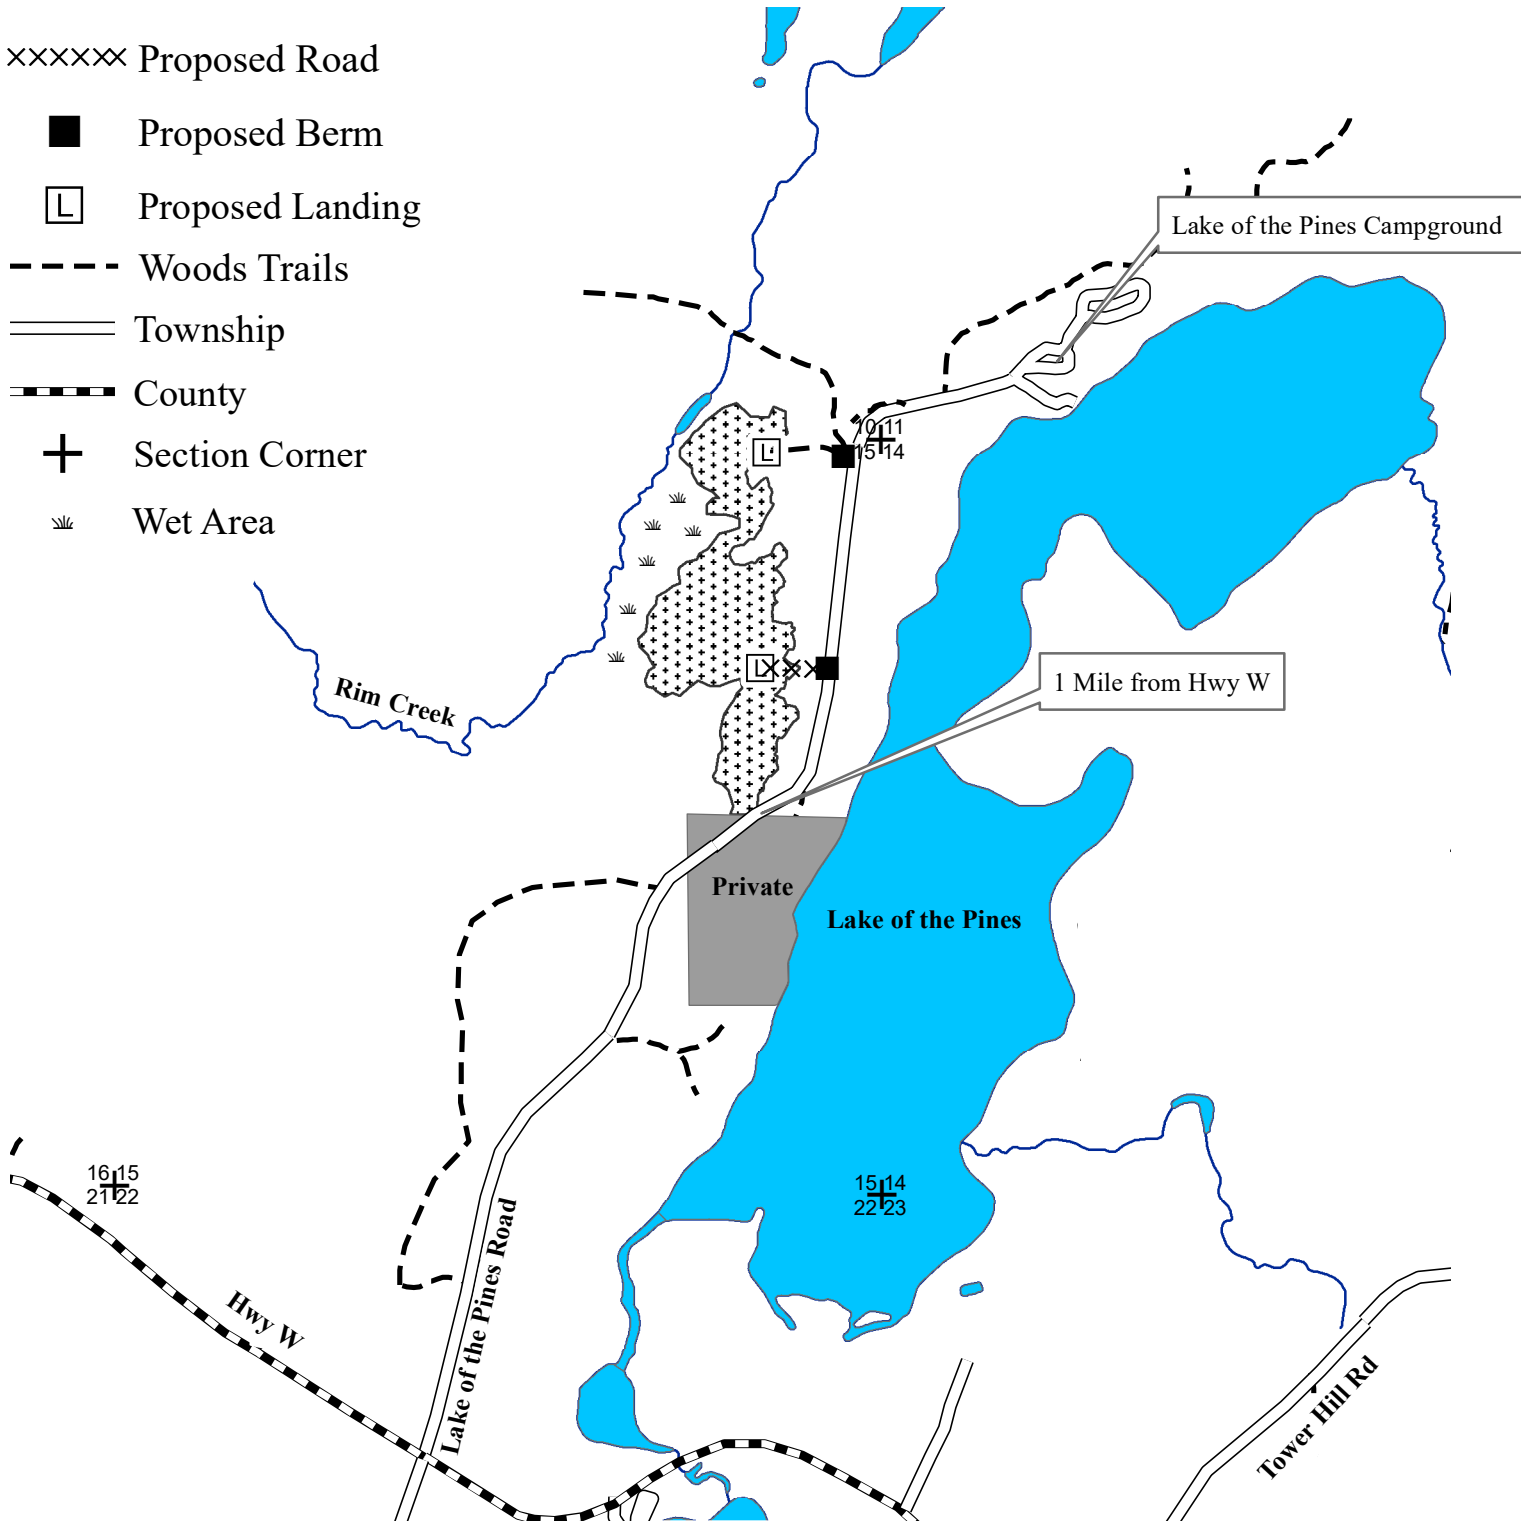 Proposed Road
Proposed Berm
L
Proposed Landing
Woods Trails
Township
County
Section Corner
Wet Area
Lake of the Pines Campground
10 11
15 14
L
L
Rim Creek
1 Mile from Hwy W
Private
Lake of the Pines
16 15
21 22
15 14
22 23
Lake of the Pines Road
Hwy W
Tower Hill Rd